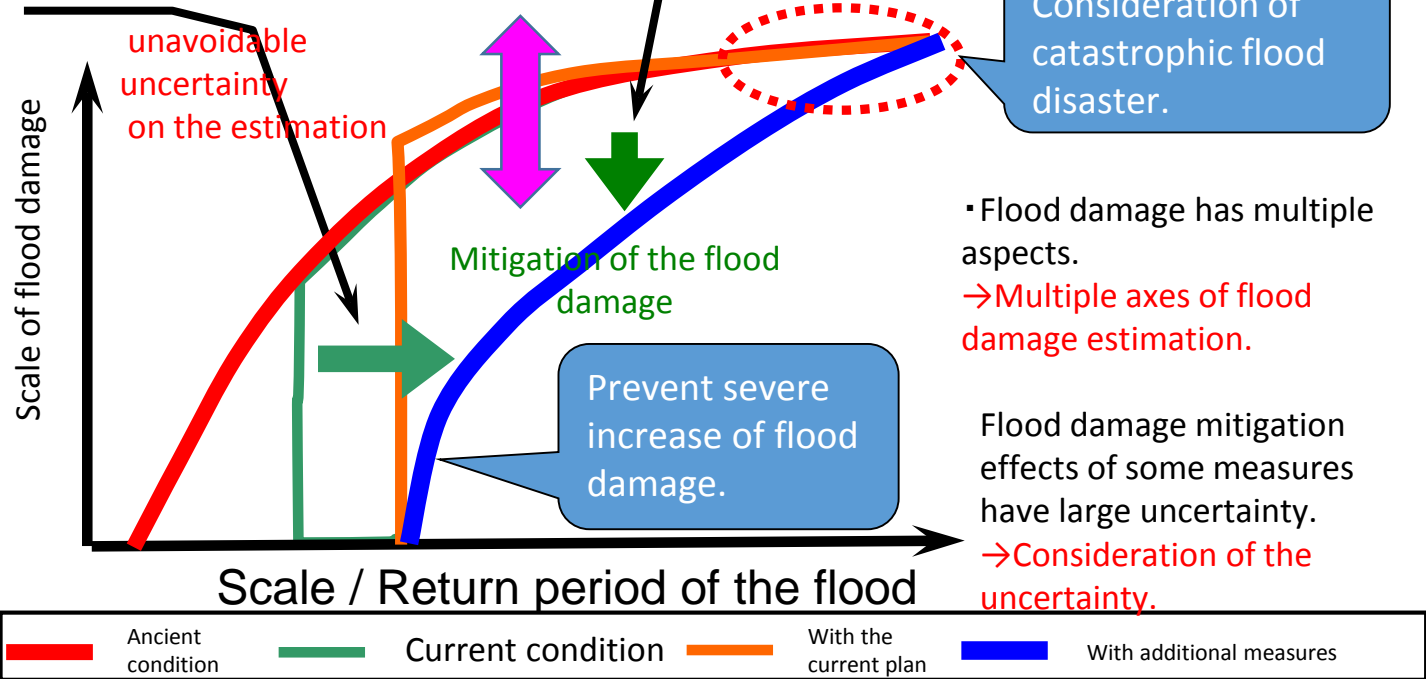 unavoidable
uncertainty
on the estimation
Consideration of
catastrophic flood
disaster.
Scale of flood damage
Mitigation of the flood
damage
Prevent severe
increase of flood
damage.
・Flood damage has multiple
aspects.
→Multiple axes of flood
damage estimation.
Flood damage mitigation
effects of some measures
have large uncertainty.
→Consideration of the
uncertainty.
Scale / Return period of the flood
Ancient
condition
Current condition
With the
current plan
With additional measures